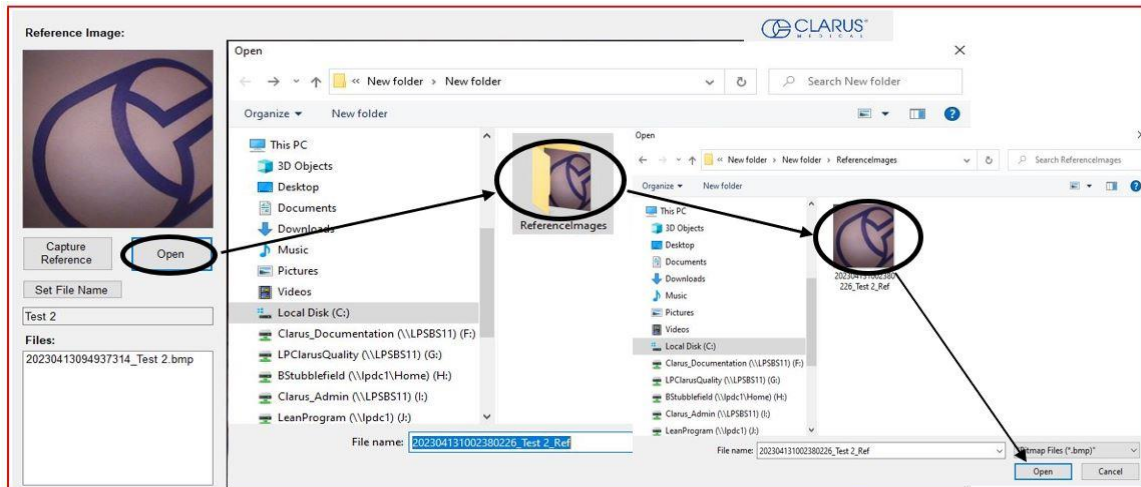 Reference Image:
Capture
Reference
Open
Set File Name
Test 2
Files:
20230413094937314_Test 2.bmp
CLARUS
MEDICAL
Open
« New folder › New folder
Search New folder
Organize
New folder
This PC
3D Objects
Desktop
Documents
Downloads
Music
Pictures
Videos
Local Disk (C:)
Clarus_Documentation (\\LPSBS11) (F:)
LPClarusQuality (\\LPSBS11) (G:)
BStubblefield (\\lpdc1\Home) (H:)
Clarus_Admin (\\LPSBS11) (I:)
LeanProgram (\\lpdc1) (J:)
ReferenceImages
File name:
202304131002380226_Test 2_Ref
Open
« New folder › New folder › ReferenceImages
Search ReferenceImages
Organize
New folder
This PC
3D Objects
Desktop
Documents
Downloads
Music
Pictures
Videos
Local Disk (C:)
Clarus_Documentation (\\LPSBS11) (F:)
LPClarusQuality (\\LPSBS11) (G:)
BStubblefield (\\lpdc1\Home) (H:)
Clarus_Admin (\\LPSBS11) (I:)
LeanProgram (\\lpdc1) (J:)
202304131002380
226_Test 2_Ref
File name:
202304131002380226_Test 2_Ref
"Bitmap Files (*.bmp)"
Open
Cancel